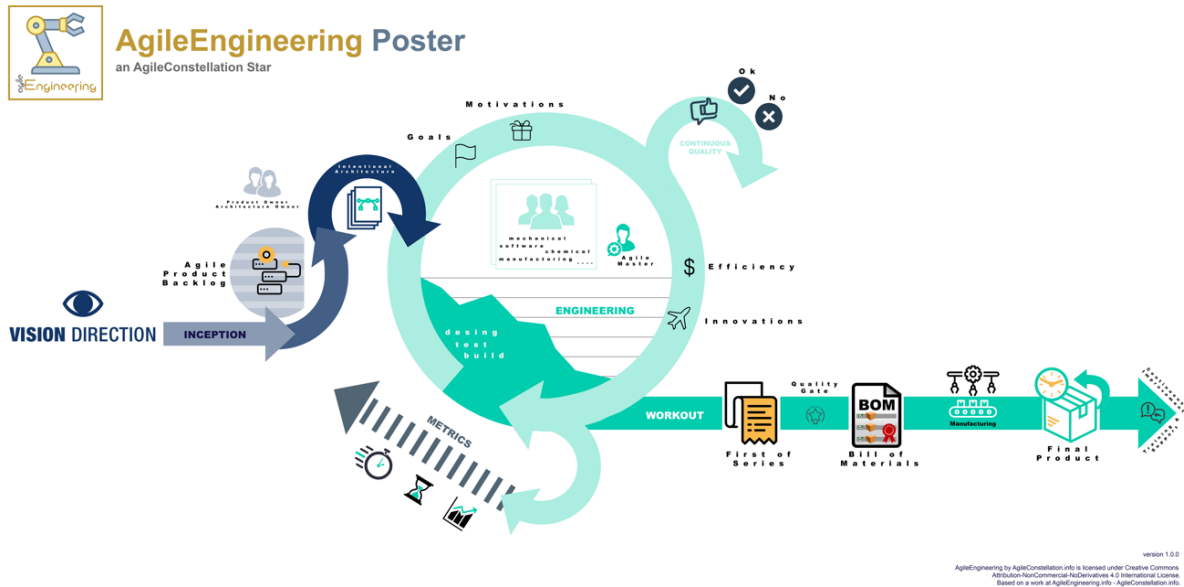 AgileEngineering Poster
an AgileConstellation Star
agile
Engineering
Ok
No
Motivations
Goals
CONTINUOUS
QUALITY
Intentional
Architecture
Product Owner
Architecture Owner
mechanical
software
chemical
manufactoring ....
Agile
Master
Agile
Product
Backlog
$ Efficiency
ENGINEERING
Innovations
VISION DIRECTION
INCEPTION
desing
test
build
METRICS
WORKOUT
First of
Series
Quality
Gate
BOM
Bill of
Materials
Manufacturing
Final
Product
version 1.0.0
AgileEngineering by AgileConstellation.info is licensed under Creative Commons
Attribution-NonCommercial-NoDerivatives 4.0 International License.
Based on a work at AgileEngineering.info - AgileConstellation.info.